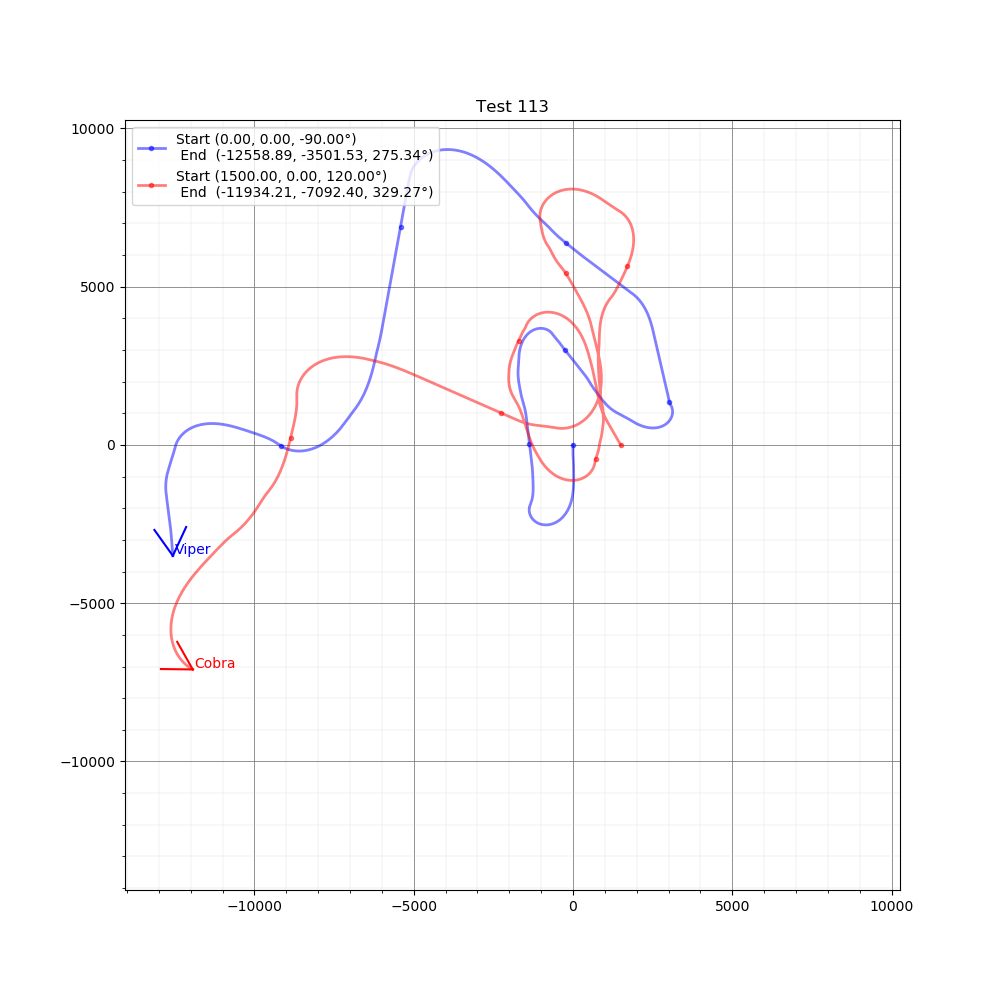 Test 113
Start (0.00, 0.00, -90.00°)
End  (-12558.89, -3501.53, 275.34°)
Start (1500.00, 0.00, 120.00°)
End  (-11934.21, -7092.40, 329.27°)
10000
5000
0
−5000
−10000
Viper
Cobra
−10000
−5000
0
5000
10000